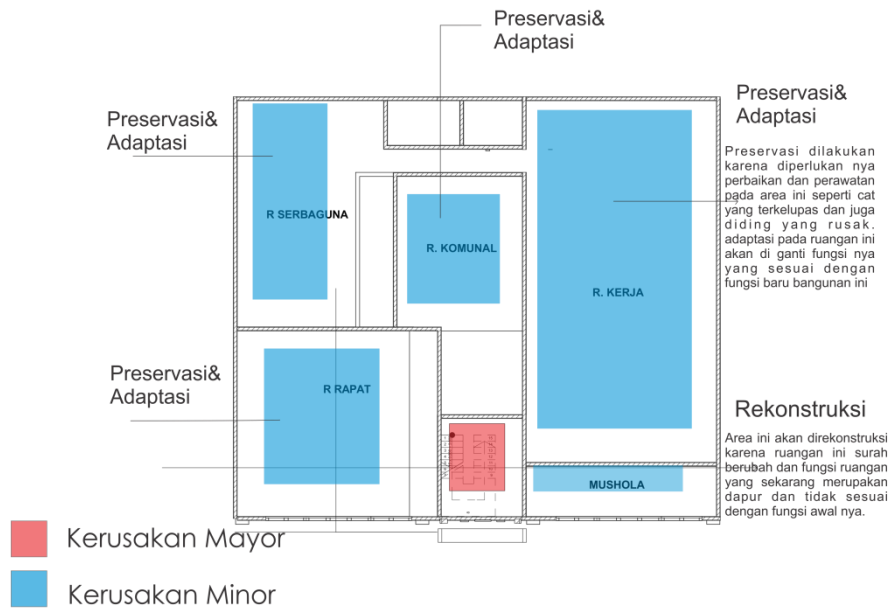 Preservasi&
Adaptasi
Preservasi&
Adaptasi
Preservasi&
Adaptasi
Preservasi dilakukan
karena diperlukan nya
perbaikan dan perawatan
pada area ini seperti cat
yang terkelupas dan juga
diding yang rusak.
adaptasi pada ruangan ini
akan di ganti fungsi nya
yang sesuai dengan
fungsi baru bangunan ini
R SERBAGUNA
R. KOMUNAL
R. KERJA
Preservasi&
Adaptasi
R RAPAT
Rekonstruksi
Area ini akan direkonstruksi
karena ruangan ini surah
berubah dan fungsi ruangan
yang sekarang merupakan
dapur dan tidak sesuai
dengan fungsi awal nya.
MUSHOLA
Kerusakan Mayor
Kerusakan Minor